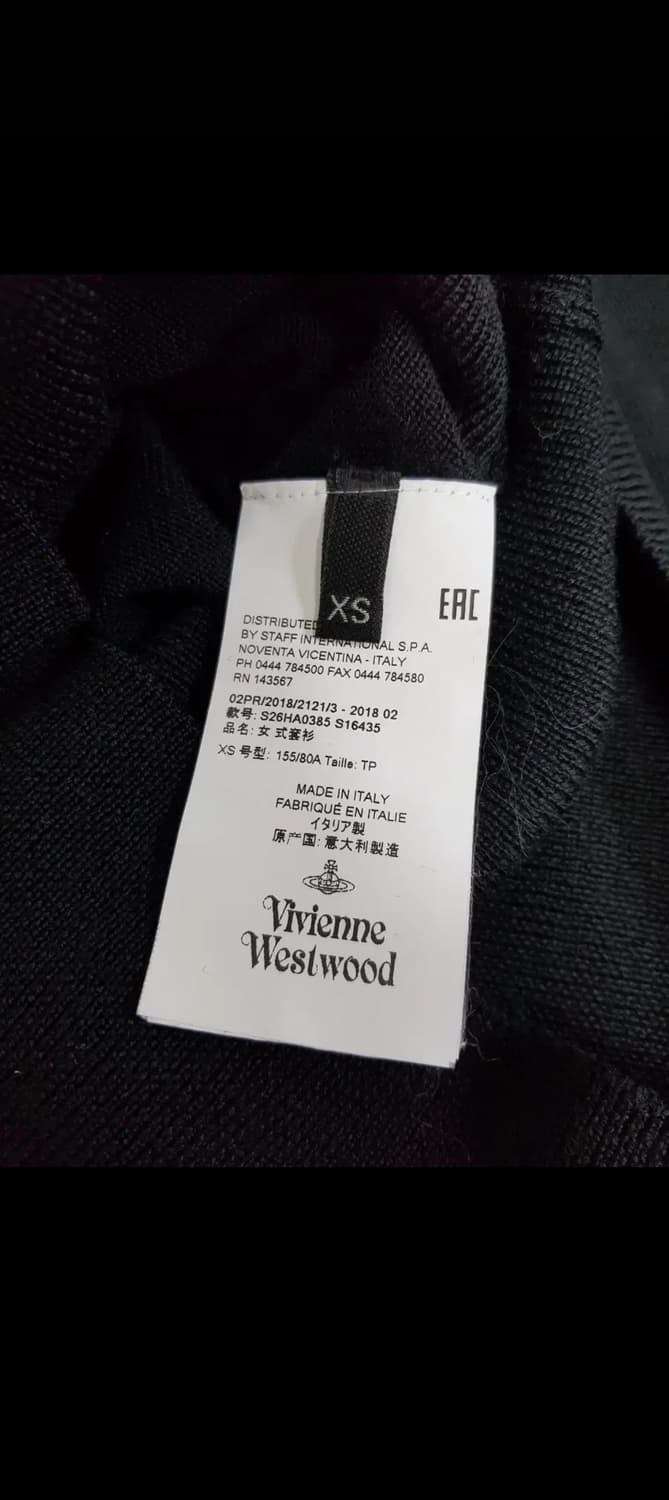 XS
EAC
DISTRIBUTED
BY STAFF INTERNATIONAL S.P.A.
NOVENTA VICENTINA - ITALY
PH 0444 784500 FAX 0444 784580
RN 143567
02PR/2018/2121/3 - 2018 02
款号: S26HA0385 S16435
品名: 女 式套衫
XS 号型: 155/80A Taille: TP
MADE IN ITALY
FABRIQUÉ EN ITALIE
イタリア製
原产国: 意大利製造
Vivienne
Westwood